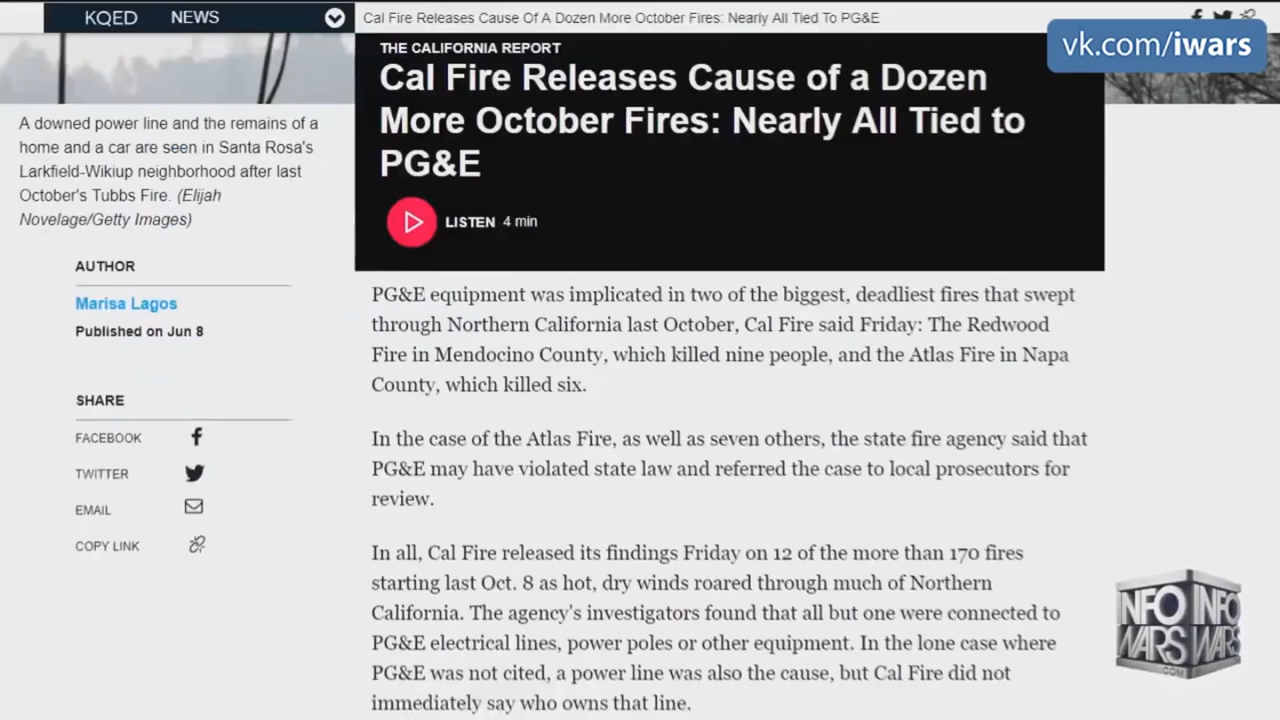 KQED NEWS
Cal Fire Releases Cause Of A Dozen More October Fires: Nearly All Tied To PG&E
vk.com/iwars
THE CALIFORNIA REPORT
Cal Fire Releases Cause of a Dozen
More October Fires: Nearly All Tied to
PG&E
LISTEN 4 min
A downed power line and the remains of a
home and a car are seen in Santa Rosa's
Larkfield-Wikiup neighborhood after last
October's Tubbs Fire. (Elijah
Novelage/Getty Images)
AUTHOR
Marisa Lagos
Published on Jun 8
SHARE
FACEBOOK
TWITTER
EMAIL
COPY LINK
PG&E equipment was implicated in two of the biggest, deadliest fires that swept
through Northern California last October, Cal Fire said Friday: The Redwood
Fire in Mendocino County, which killed nine people, and the Atlas Fire in Napa
County, which killed six.
In the case of the Atlas Fire, as well as seven others, the state fire agency said that
PG&E may have violated state law and referred the case to local prosecutors for
review.
In all, Cal Fire released its findings Friday on 12 of the more than 170 fires
starting last Oct. 8 as hot, dry winds roared through much of Northern
California. The agency's investigators found that all but one were connected to
PG&E electrical lines, power poles or other equipment. In the lone case where
PG&E was not cited, a power line was also the cause, but Cal Fire did not
immediately say who owns that line.
INFO INFO
WARS WARS
.COM